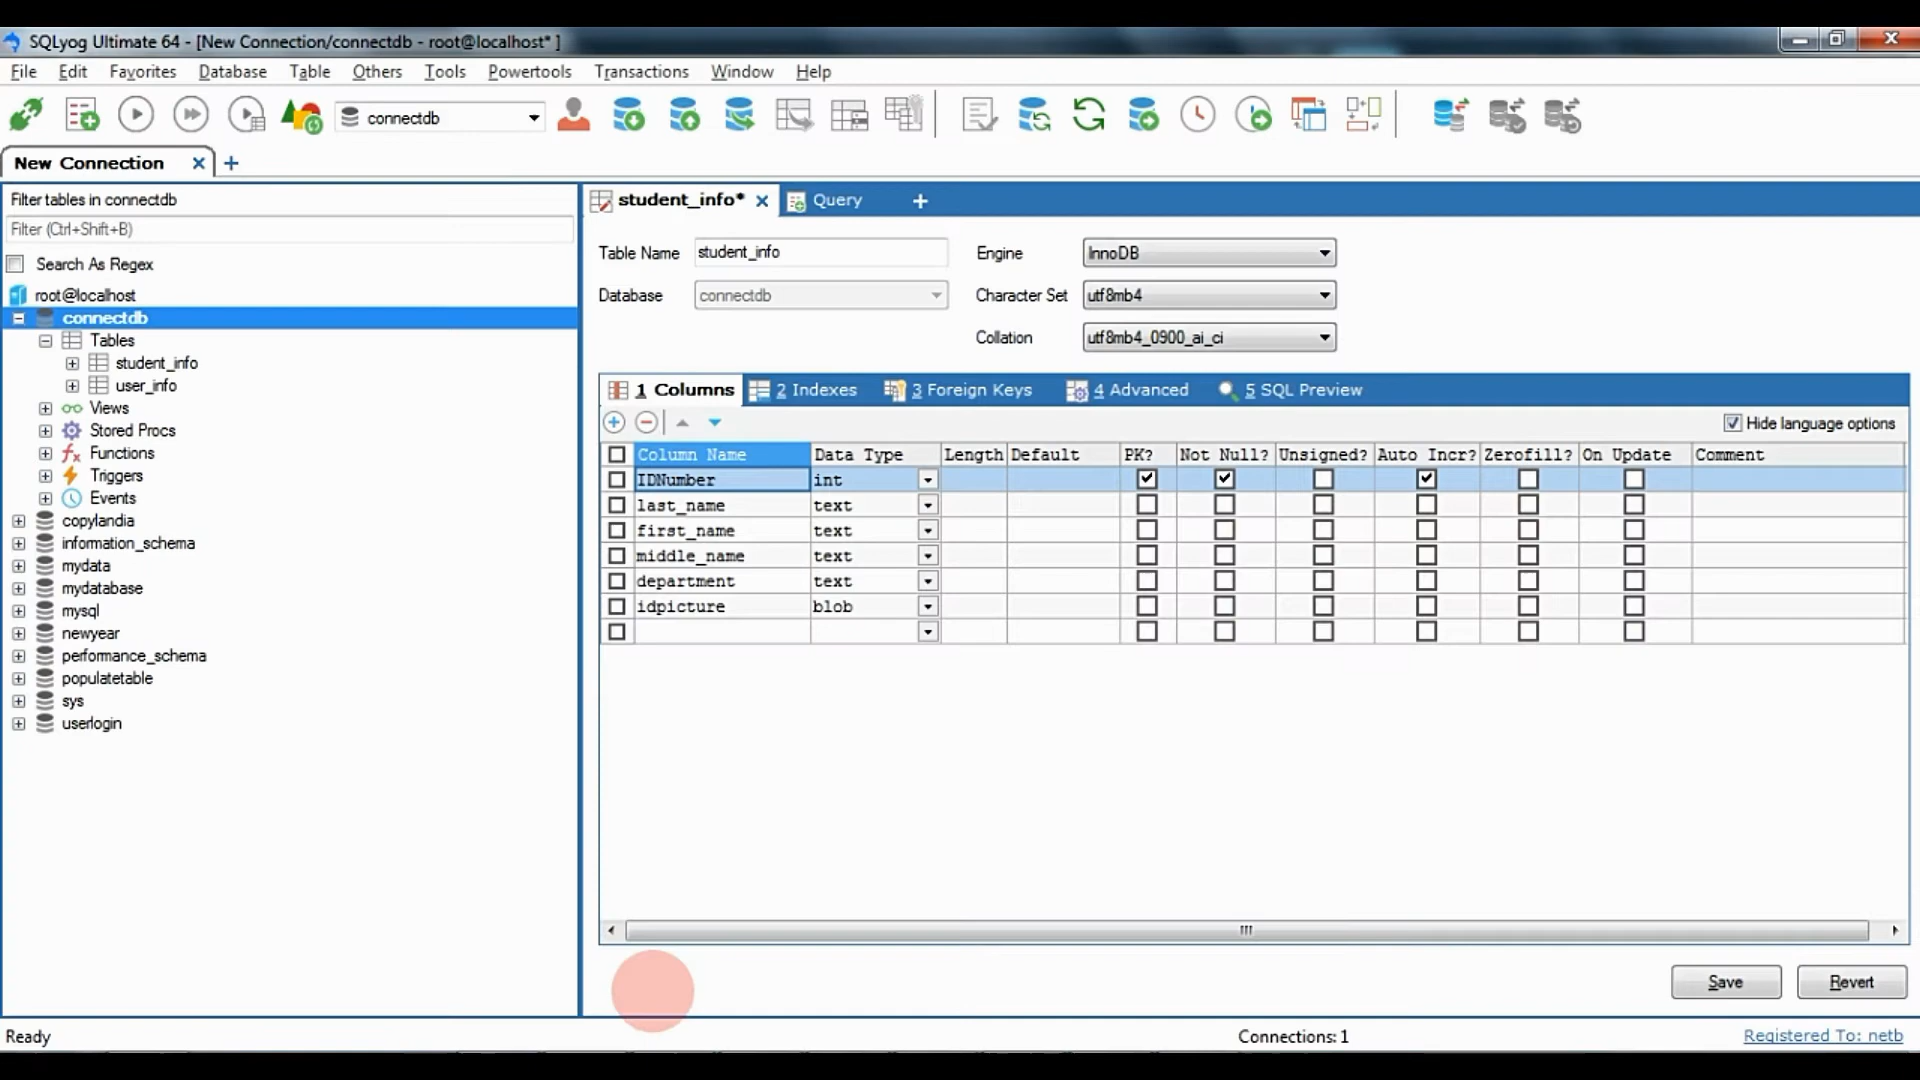 SQLyog Ultimate 64 - [New Connection/connectdb - root@localhost* ]
File Edit Favorites Database Table Others Tools Powertools Transactions Window Help
connectdb
New Connection
Filter tables in connectdb
Filter (Ctrl+Shift+B)
Search As Regex
root@localhost
connectdb
Tables
student_info
user_info
Views
Stored Procs
Functions
Triggers
Events
copylandia
information_schema
mydata
mydatabase
mysql
newyear
performance_schema
populatetable
sys
userlogin
student_info* Query
Table Name student_info Engine InnoDB
Database connectdb Character Set utf8mb4
Collation utf8mb4_0900_ai_ci
1 Columns 2 Indexes 3 Foreign Keys 4 Advanced 5 SQL Preview
Hide language options
Column Name Data Type Length Default PK? Not Null? Unsigned? Auto Incr? Zerofill? On Update Comment
IDNumber int
last_name text
first_name text
middle_name text
department text
idpicture blob
Save Revert
Ready Connections: 1 Registered To: netb